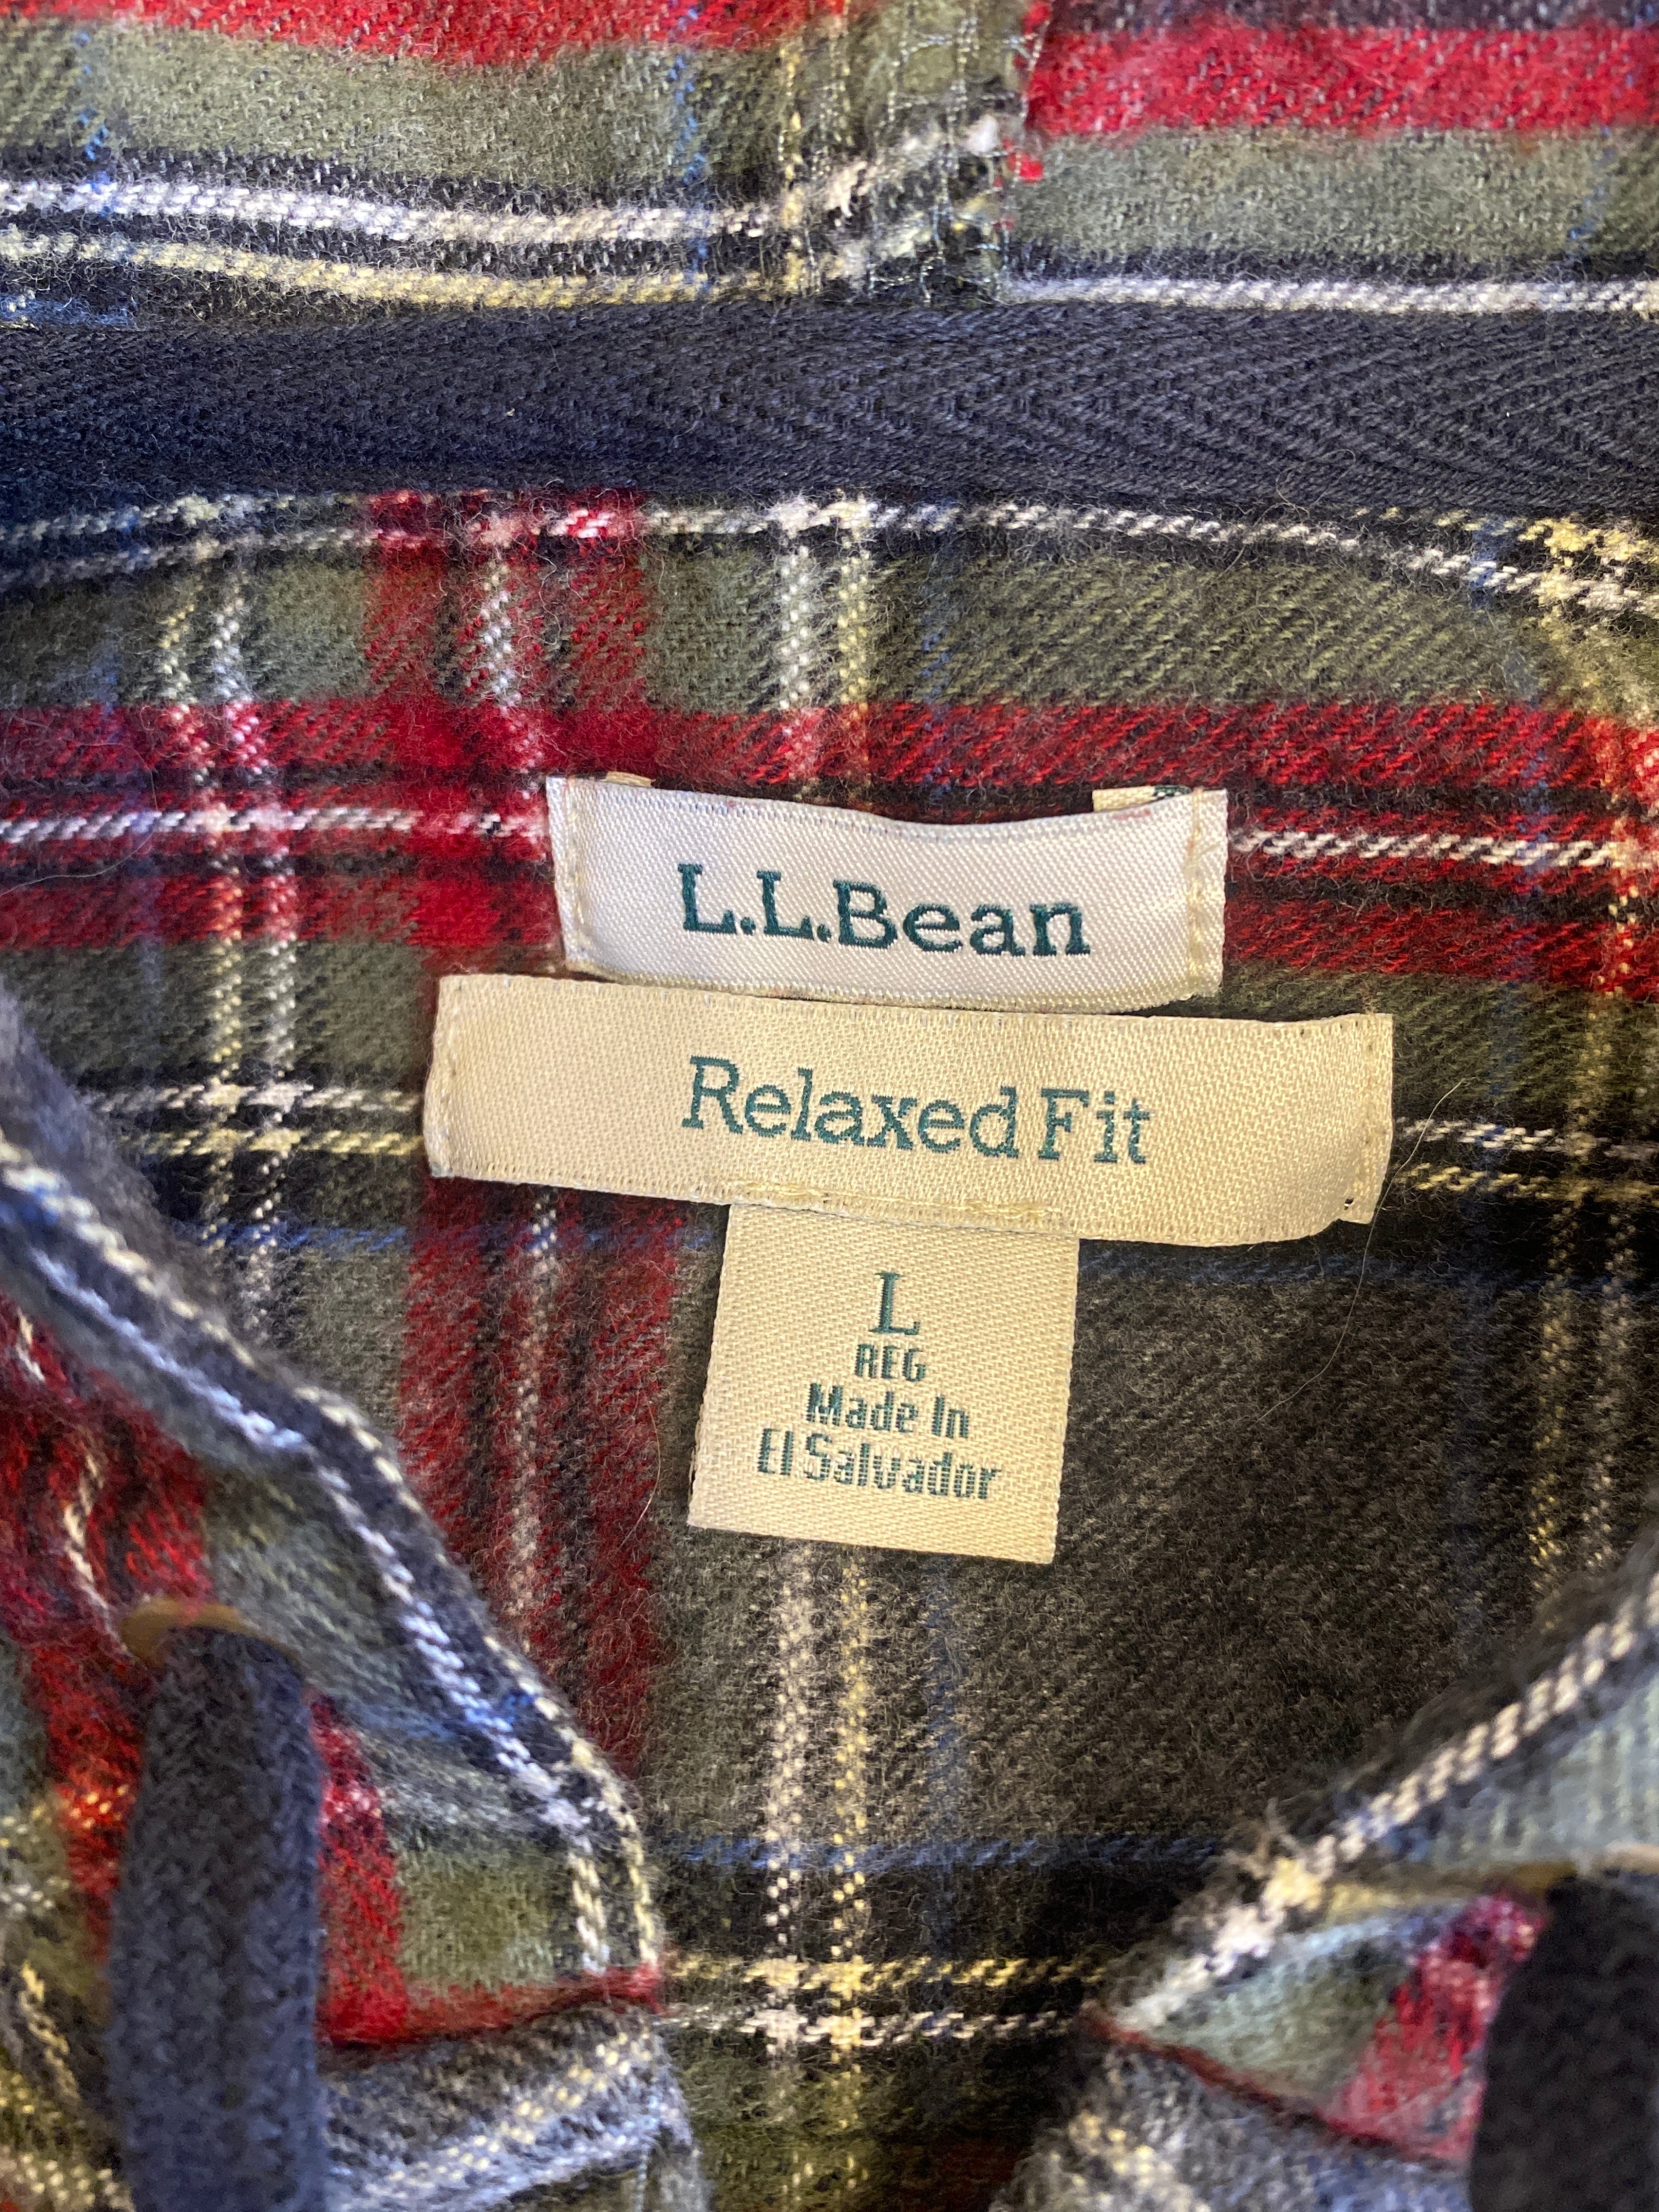 L.L.Bean
Relaxed Fit
L
REG
Made In
El Salvador